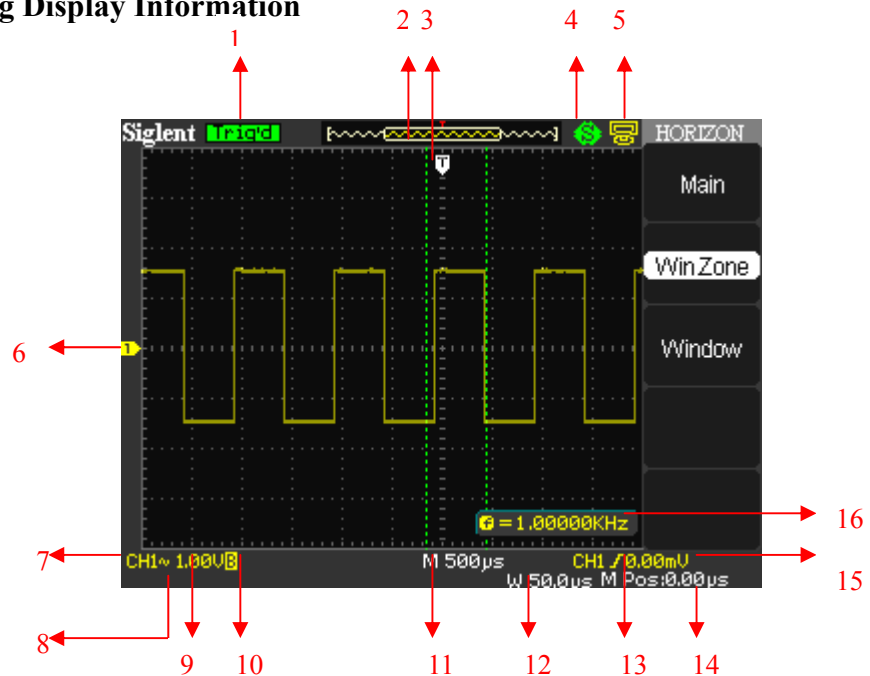 g Display Information
1 2 3 4 5
Siglent Trig'd S HORIZON
T
Main
Win Zone
6 1 Window
f = 1.00000KHz 16
7 CH1~ 1.00V B M 500µs CH1 0.00mV
W 50.0µs M Pos:0.00µs 15
8
9 10 11 12 13 14